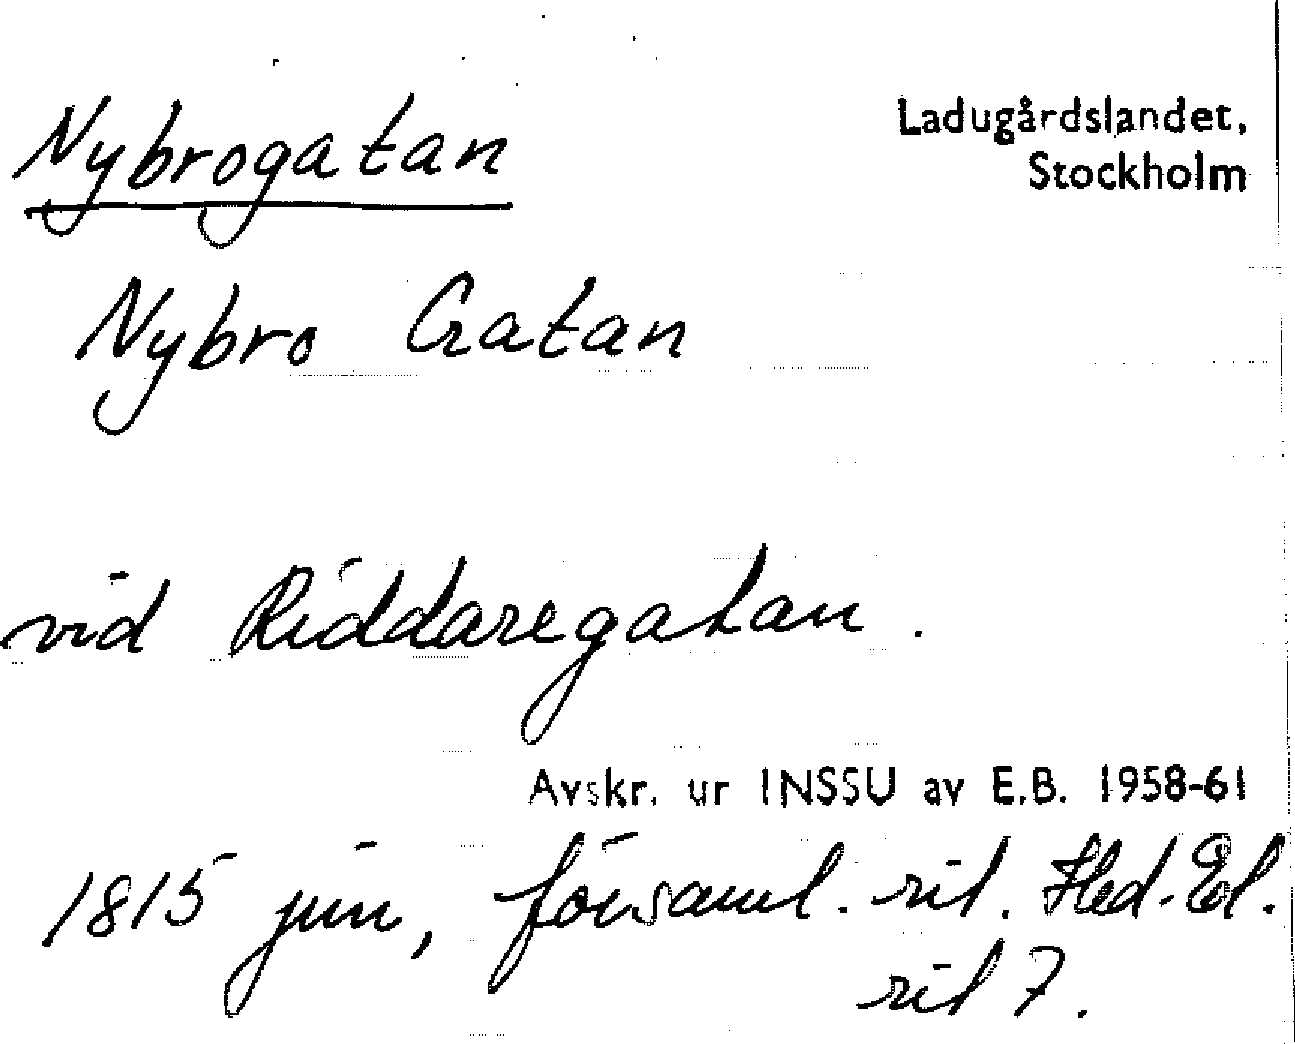 Nybrogatan
Ladugårdslandet,
Stockholm
Nybro Gatan
vid Riddaregatan.
Avskr. ur INSSU av E.B. 1958-61
1815 jun, församl. rit. Hed. El.
rit 7.